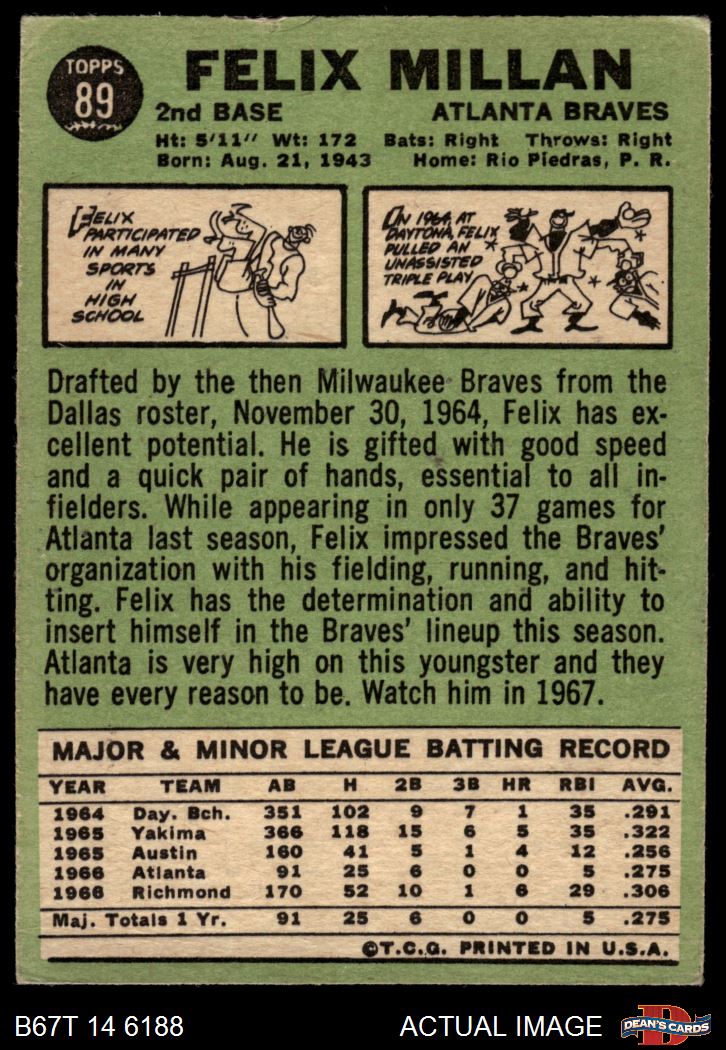 TOPPS
89
FELIX MILLAN
2nd BASE ATLANTA BRAVES
Ht: 5'11" Wt: 172 Bats: Right Throws: Right
Born: Aug. 21, 1943 Home: Rio Piedras, P. R.
FELIX
PARTICIPATED
IN MANY
SPORTS
IN
HIGH
SCHOOL
IN 1964, AT
DAYTONA, FELIX
PULLED AN
UNASSISTED
TRIPLE PLAY
Drafted by the then Milwaukee Braves from the
Dallas roster, November 30, 1964, Felix has ex-
cellent potential. He is gifted with good speed
and a quick pair of hands, essential to all in-
fielders. While appearing in only 37 games for
Atlanta last season, Felix impressed the Braves'
organization with his fielding, running, and hit-
ting. Felix has the determination and ability to
insert himself in the Braves' lineup this season.
Atlanta is very high on this youngster and they
have every reason to be. Watch him in 1967.
MAJOR & MINOR LEAGUE BATTING RECORD
YEAR TEAM AB H 2B 3B HR RBI AVG.
1964 Day. Bch. 351 102 9 7 1 35 .291
1965 Yakima 366 118 15 6 5 35 .322
1965 Austin 160 41 5 1 4 12 .256
1966 Atlanta 91 25 6 0 0 5 .275
1966 Richmond 170 52 10 1 6 29 .306
Maj. Totals 1 Yr. 91 25 6 0 0 5 .275
©T.C.G. PRINTED IN U.S.A.
B67T 14 6188 ACTUAL IMAGE
D
DEAN'S CARDS